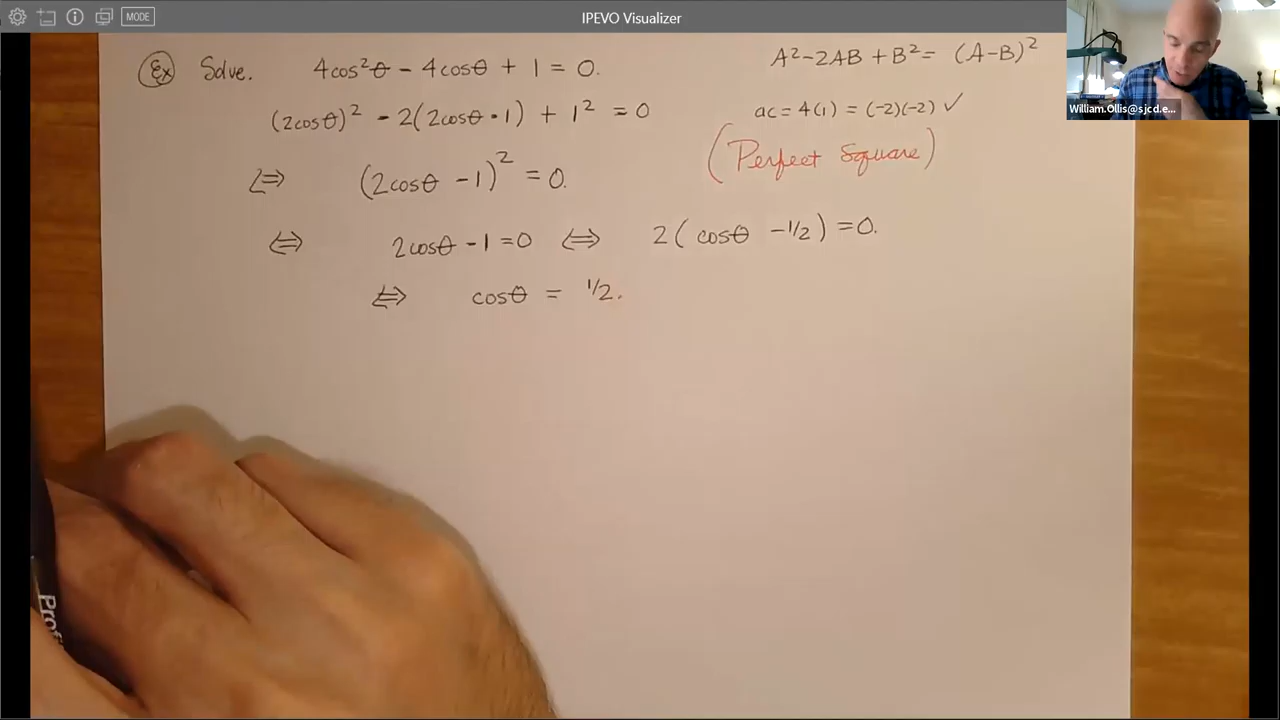 MODE
IPEVO Visualizer
William.Ollis@sjcd.e...
Ex Solve. 4cos²θ - 4cosθ + 1 = 0.
A² - 2AB + B² = (A-B)²
(2cosθ)² - 2(2cosθ·1) + 1² = 0
ac = 4(1) = (-2)(-2) ✓
(Perfect Square)
⇔ (2cosθ - 1)² = 0.
⇔ 2cosθ - 1 = 0 ⇔ 2(cosθ - 1/2) = 0.
⇔ cosθ = 1/2.